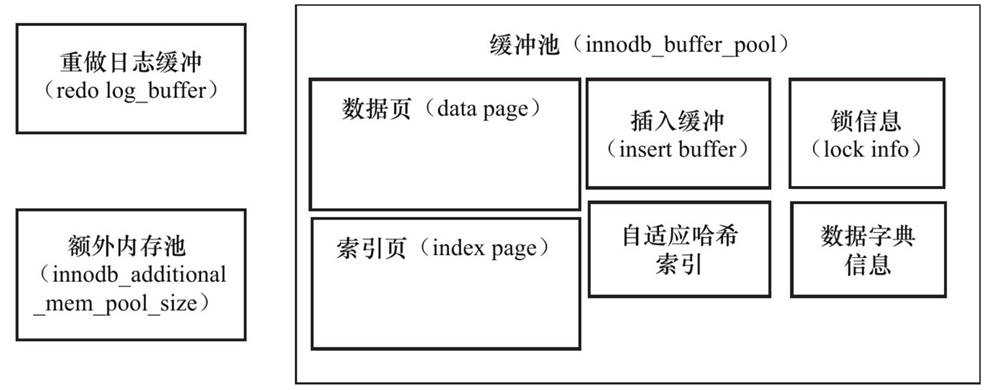 重做日志缓冲
（redo log_buffer）
额外内存池
（innodb_additional
_mem_pool_size）
缓冲池（innodb_buffer_pool）
数据页（data page）
插入缓冲
（insert buffer）
锁信息
（lock info）
索引页（index page）
自适应哈希
索引
数据字典
信息